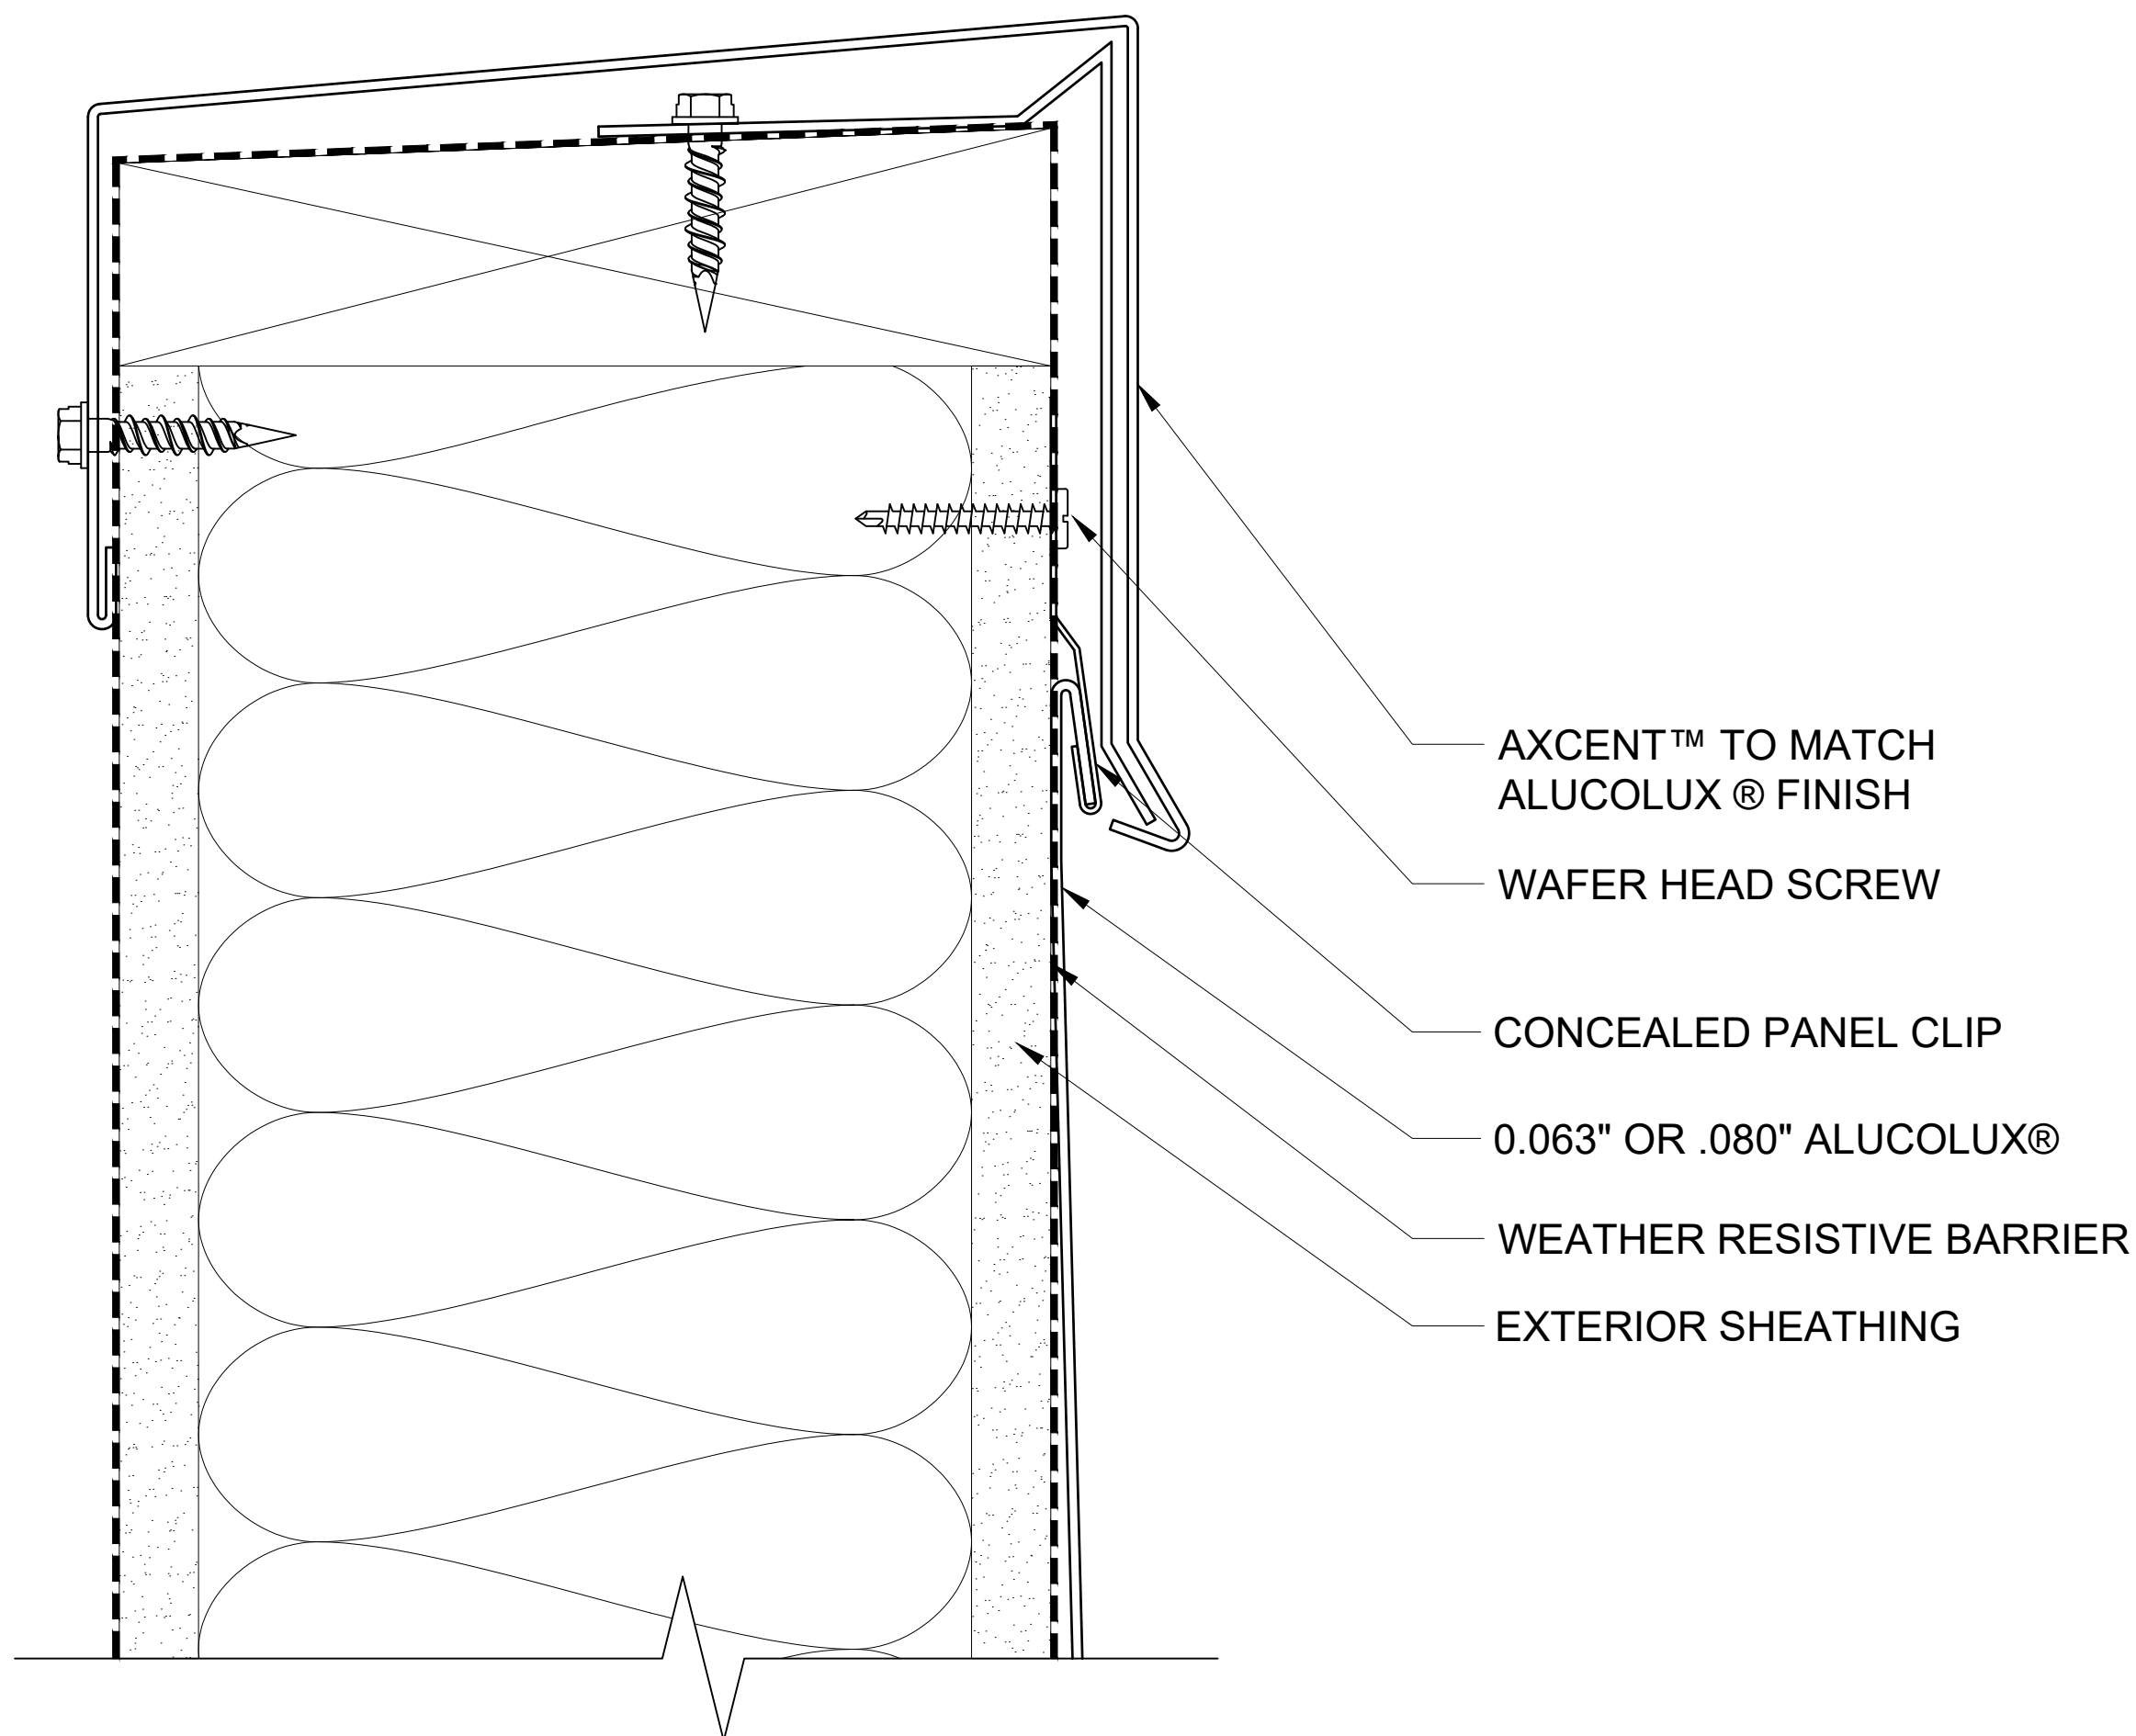 AXCENT™ TO MATCH
ALUCOLUX ® FINISH
WAFER HEAD SCREW
CONCEALED PANEL CLIP
0.063" OR .080" ALUCOLUX®
WEATHER RESISTIVE BARRIER
EXTERIOR SHEATHING